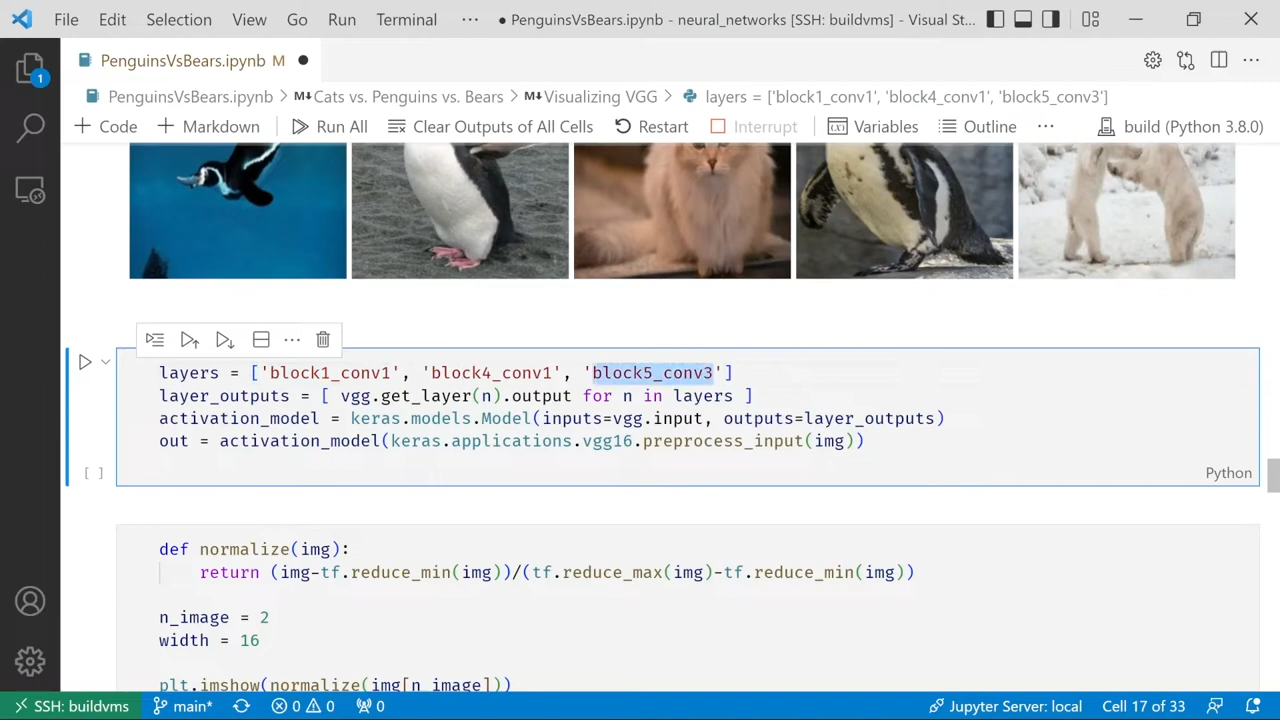 File Edit Selection View Go Run Terminal ··· ● PenguinsVsBears.ipynb - neural_networks [SSH: buildvms] - Visual St...
PenguinsVsBears.ipynb M ●
PenguinsVsBears.ipynb > M↓Cats vs. Penguins vs. Bears > M↓Visualizing VGG > layers = ['block1_conv1', 'block4_conv1', 'block5_conv3']
+ Code + Markdown Run All Clear Outputs of All Cells Restart Interrupt Variables Outline ··· build (Python 3.8.0)
1
layers = ['block1_conv1', 'block4_conv1', 'block5_conv3']
layer_outputs = [ vgg.get_layer(n).output for n in layers ]
activation_model = keras.models.Model(inputs=vgg.input, outputs=layer_outputs)
out = activation_model(keras.applications.vgg16.preprocess_input(img))
[ ] Python
def normalize(img):
return (img-tf.reduce_min(img))/(tf.reduce_max(img)-tf.reduce_min(img))
n_image = 2
width = 16
plt.imshow(normalize(img[n_image]))
SSH: buildvms main* 0 0 0 Jupyter Server: local Cell 17 of 33